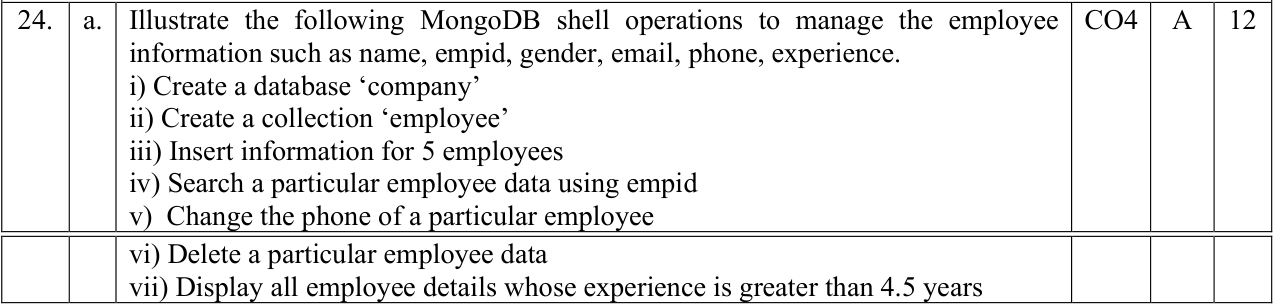 24. a. Illustrate the following MongoDB shell operations to manage the employee CO4 A 12
information such as name, empid, gender, email, phone, experience.
i) Create a database ‘company’
ii) Create a collection ‘employee’
iii) Insert information for 5 employees
iv) Search a particular employee data using empid
v) Change the phone of a particular employee
vi) Delete a particular employee data
vii) Display all employee details whose experience is greater than 4.5 years